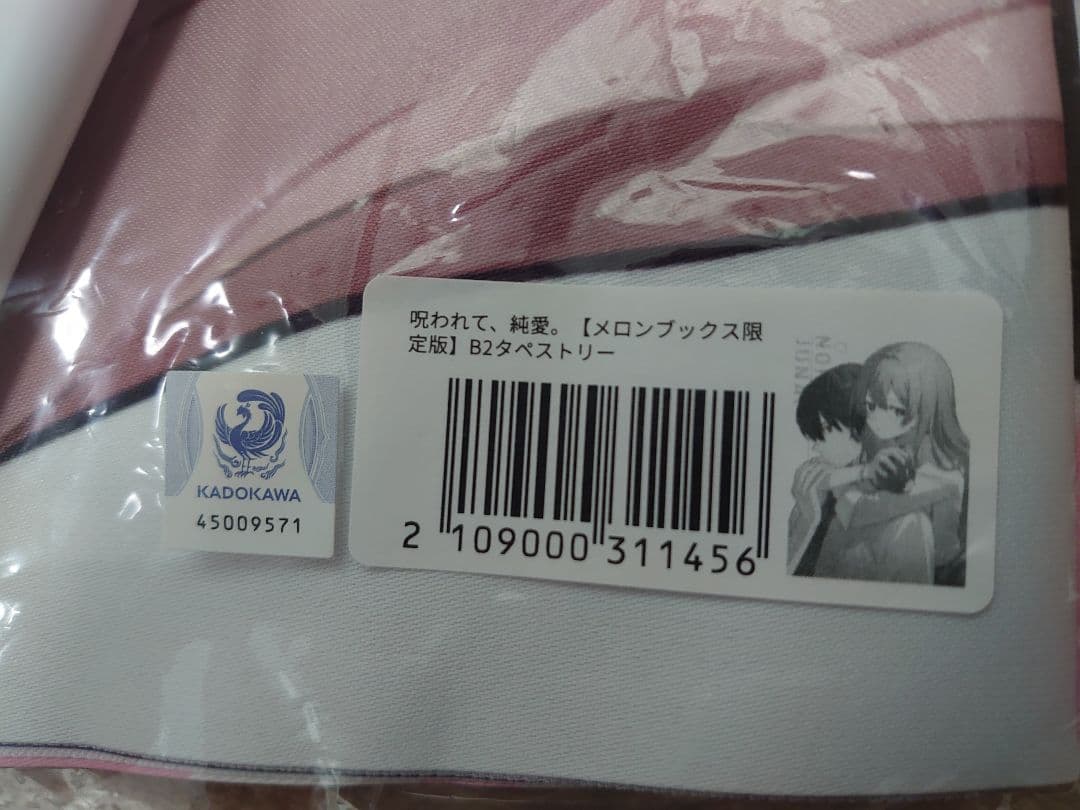 呪われて、純愛。【メロンブックス限
定版】B2タペストリー
2 109000 311456
KADOKAWA
45009571